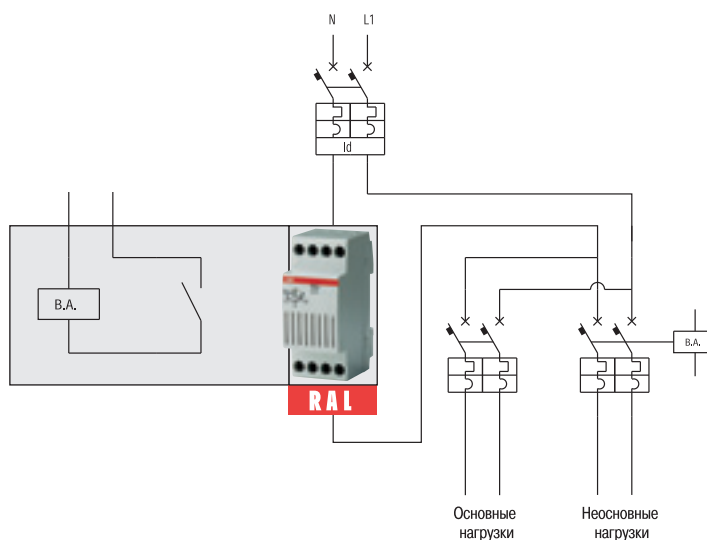 N L1
Id
B.A.
B.A.
RAL
Основные
нагрузки
Неосновные
нагрузки